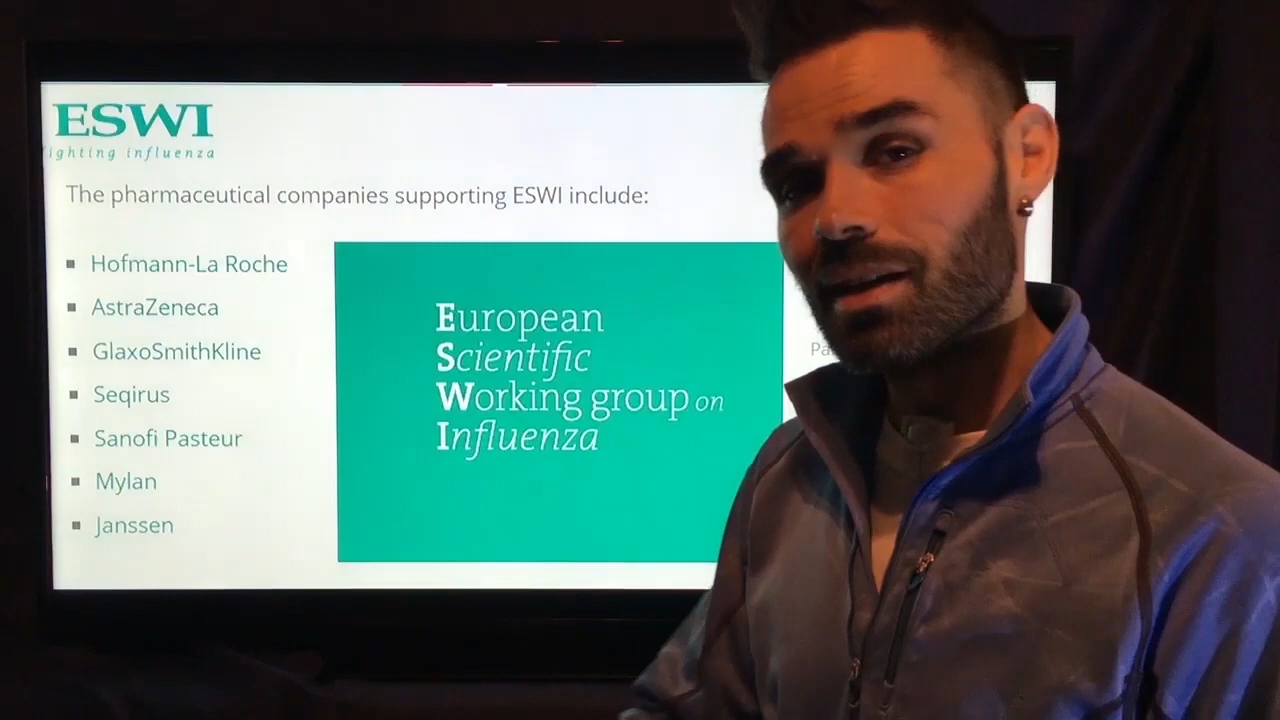 ESWI
ighting influenza
The pharmaceutical companies supporting ESWI include:
Hofmann-La Roche
AstraZeneca
GlaxoSmithKline
Seqirus
Sanofi Pasteur
Mylan
Janssen
European
Scientific
Working group on
Influenza